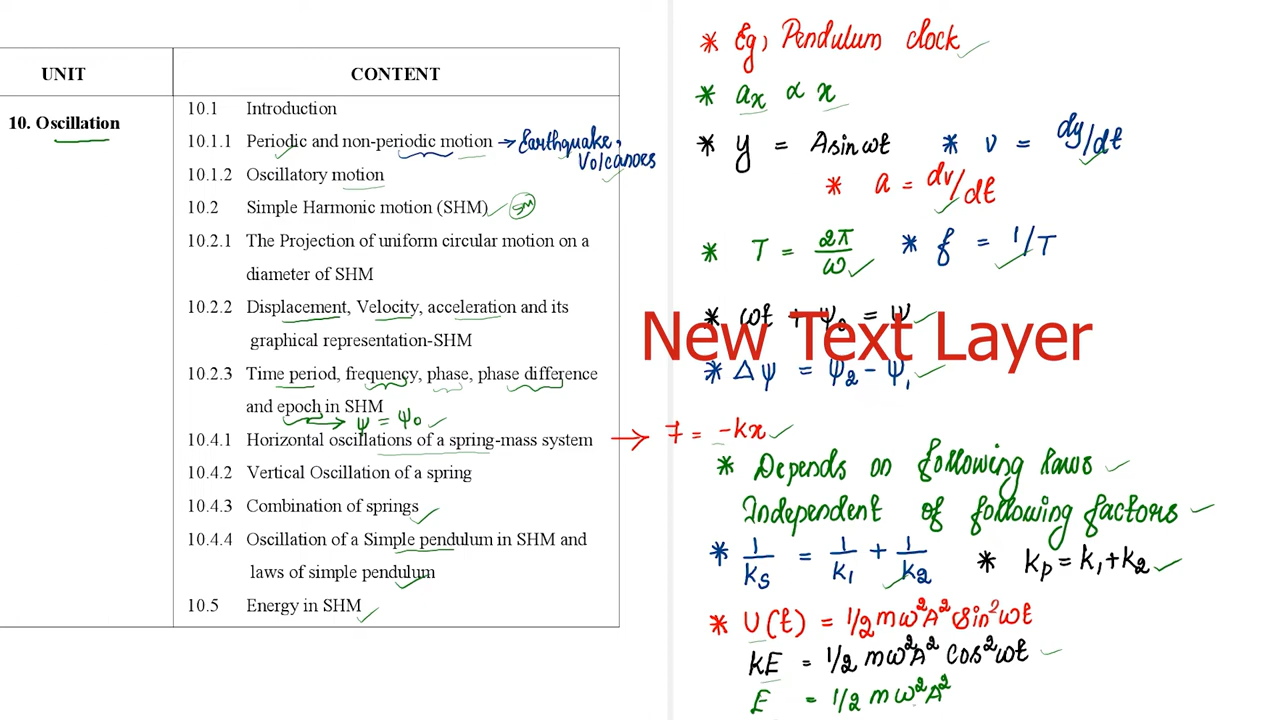 UNIT CONTENT
10. Oscillation
10.1 Introduction
10.1.1 Periodic and non-periodic motion → Earthquake,
Volcanoes
10.1.2 Oscillatory motion
10.2 Simple Harmonic motion (SHM) SM
10.2.1 The Projection of uniform circular motion on a
diameter of SHM
10.2.2 Displacement, Velocity, acceleration and its
graphical representation-SHM
10.2.3 Time period, frequency, phase, phase difference
and epoch in SHM
→ ψ = ψ₀
10.4.1 Horizontal oscillations of a spring-mass system → F = -kx
10.4.2 Vertical Oscillation of a spring
10.4.3 Combination of springs
10.4.4 Oscillation of a Simple pendulum in SHM and
laws of simple pendulum
10.5 Energy in SHM
* Eg, Pendulum clock
* aₓ ∝ x
* y = A sin ωt * v = dy/dt
* a = dv/dt
* T = 2π/ω * f = 1/T
* ωt + ψ₀ = ψ
New Text Layer
* Δψ = ψ₂ - ψ₁
* Depends on following laws
Independent of following factors
* 1/Ks = 1/K₁ + 1/K₂ * Kp = K₁ + K₂
* U(t) = 1/2 mω²A² sin²ωt
KE = 1/2 mω²A² cos²ωt
E = 1/2 mω²A²